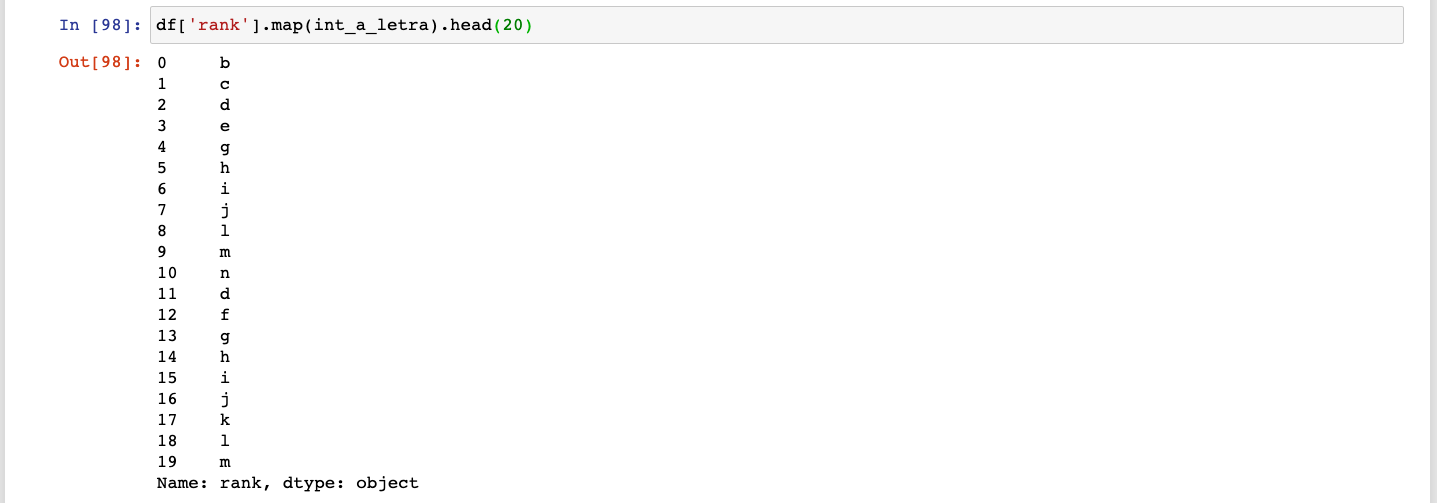 In [98]: df['rank'].map(int_a_letra).head(20)
Out[98]: 0 b
1 c
2 d
3 e
4 g
5 h
6 i
7 j
8 l
9 m
10 n
11 d
12 f
13 g
14 h
15 i
16 j
17 k
18 l
19 m
Name: rank, dtype: object